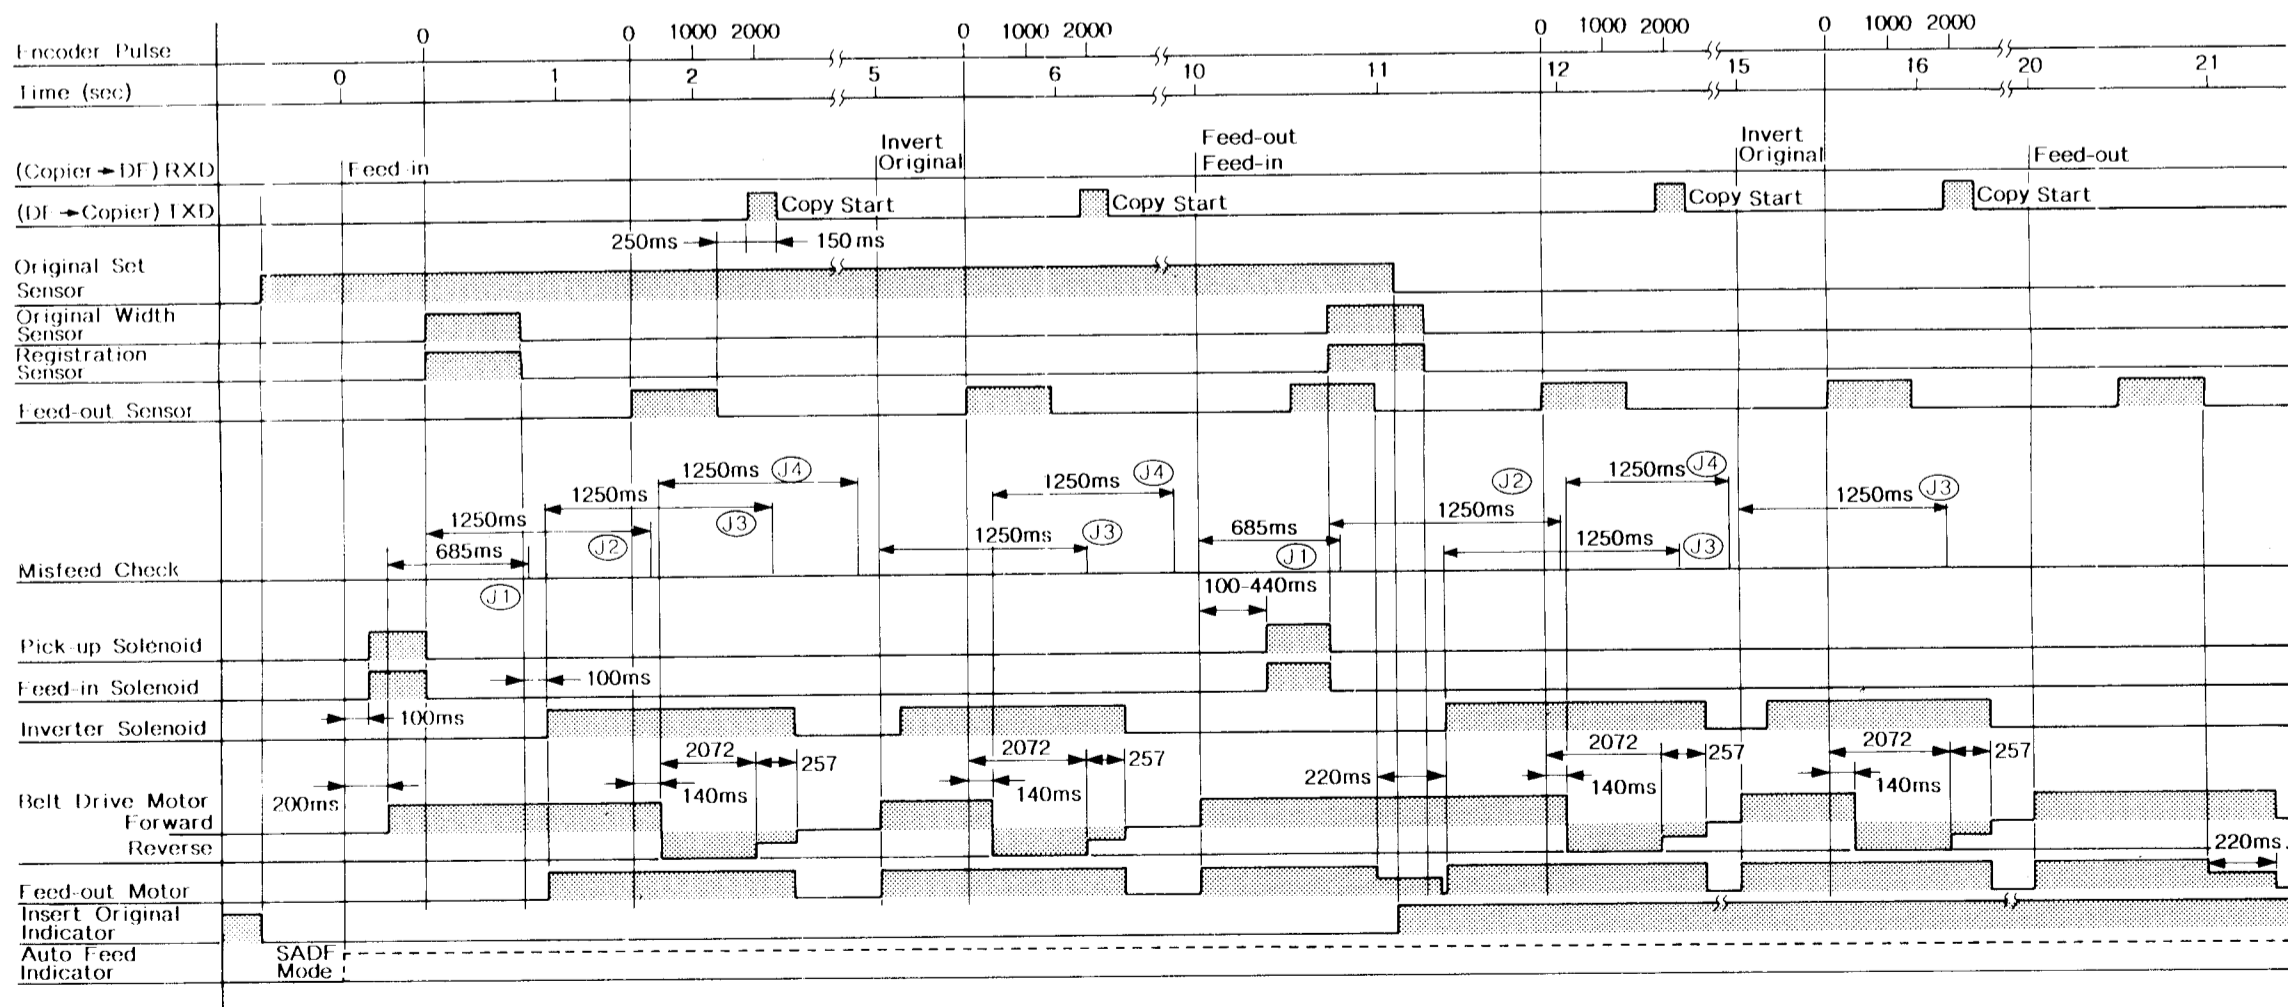 0 0 1000 2000 0 1000 2000 0 1000 2000 0 1000 2000
Encoder Pulse
0 1 2 5 6 10 11 12 15 16 20 21
Time (sec)
Invert Original
Feed-out
Feed-in
Invert Original
Feed-out
(Copier → DF) RXD
Feed-in
(DF → Copier) TXD
Copy Start
Copy Start
Copy Start
Copy Start
250ms 150ms
Original Set Sensor
Original Width Sensor
Registration Sensor
Feed-out Sensor
1250ms J4
1250ms J4
J2
1250ms J4
1250ms J3
1250ms
1250ms J3
1250ms J3
685ms
1250ms
1250ms J3
685ms J2
J1
Misfeed Check
J1
100-440ms
Pick-up Solenoid
Feed-in Solenoid
100ms
100ms
Inverter Solenoid
2072 257
2072 257
2072 257
2072 257
200ms
140ms
140ms
220ms
140ms
140ms
Belt Drive Motor
Forward
Reverse
220ms.
Feed-out Motor
Insert Original Indicator
Auto Feed Indicator
SADF Mode